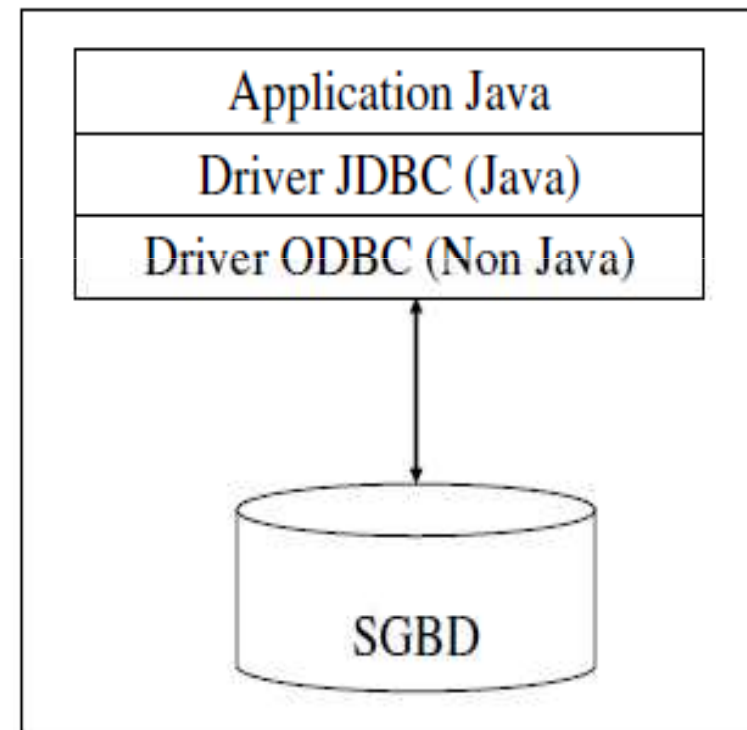 Application Java
Driver JDBC (Java)
Driver ODBC (Non Java)
SGBD